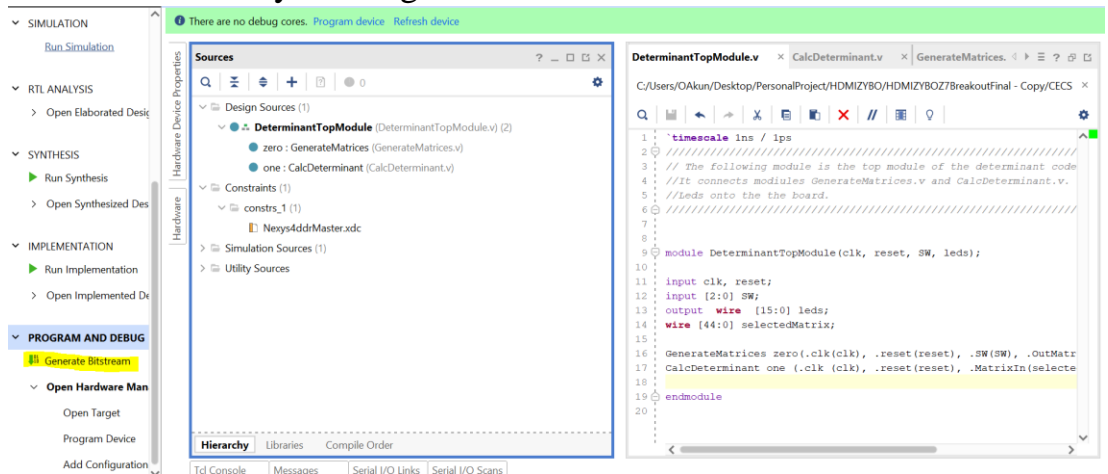 SIMULATION
Run Simulation
RTL ANALYSIS
Open Elaborated Desig
SYNTHESIS
Run Synthesis
Open Synthesized Des
IMPLEMENTATION
Run Implementation
Open Implemented De
PROGRAM AND DEBUG
Generate Bitstream
Open Hardware Man
Open Target
Program Device
Add Configuration
There are no debug cores. Program device Refresh device
Hardware Device Properties
Hardware
Sources
0
Design Sources (1)
DeterminantTopModule (DeterminantTopModule.v) (2)
zero : GenerateMatrices (GenerateMatrices.v)
one : CalcDeterminant (CalcDeterminant.v)
Constraints (1)
constrs_1 (1)
Nexys4ddrMaster.xdc
Simulation Sources (1)
Utility Sources
Hierarchy Libraries Compile Order
Tcl Console Messages Serial I/O Links Serial I/O Scans
DeterminantTopModule.v × CalcDeterminant.v × GenerateMatrices.
C:/Users/OAkun/Desktop/PersonalProject/HDMIZYBO/HDMIZYBOZ7BreakoutFinal - Copy/CECS
1 `timescale 1ns / 1ps
2 ////////////////////////////////////////////////////////////
3 // The following module is the top module of the determinant code
4 //It connects modiules GenerateMatrices.v and CalcDeterminant.v.
5 //Leds onto the the board.
6 ////////////////////////////////////////////////////////////
7
8
9 module DeterminantTopModule(clk, reset, SW, leds);
10
11 input clk, reset;
12 input [2:0] SW;
13 output wire [15:0] leds;
14 wire [44:0] selectedMatrix;
15
16 GenerateMatrices zero(.clk(clk), .reset(reset), .SW(SW), .OutMatr
17 CalcDeterminant one (.clk (clk), .reset(reset), .MatrixIn(selecte
18
19 endmodule
20